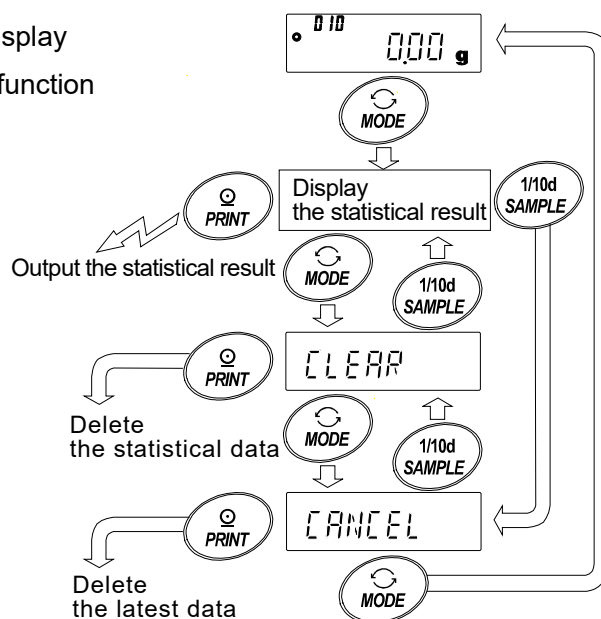 splay
function
010
0.00 g
MODE
PRINT
Display
the statistical result
1/10d
SAMPLE
Output the statistical result
MODE
1/10d
SAMPLE
PRINT
CLEAR
Delete
the statistical data
MODE
1/10d
SAMPLE
PRINT
CANCEL
Delete
the latest data
MODE